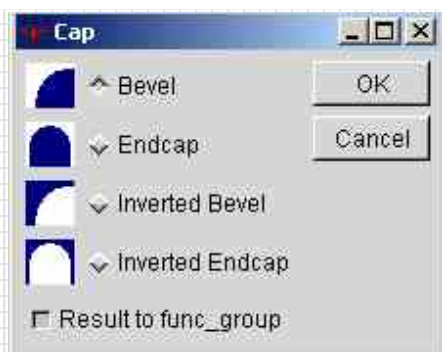 Cap
Bevel
OK
Endcap
Cancel
Inverted Bevel
Inverted Endcap
Result to func_group